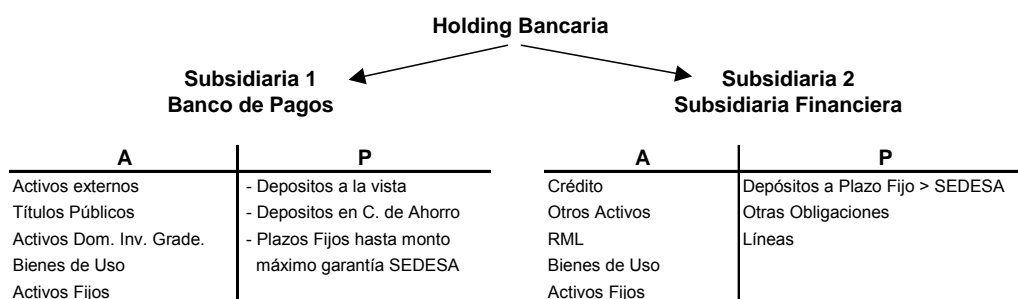 Holding Bancaria
Subsidiaria 1
Banco de Pagos
Subsidiaria 2
Subsidiaria Financiera
A P
Activos externos - Depositos a la vista
Títulos Públicos - Depositos en C. de Ahorro
Activos Dom. Inv. Grade. - Plazos Fijos hasta monto
Bienes de Uso máximo garantía SEDESA
Activos Fijos
A P
Crédito Depósitos a Plazo Fijo > SEDESA
Otros Activos Otras Obligaciones
RML Líneas
Bienes de Uso
Activos Fijos